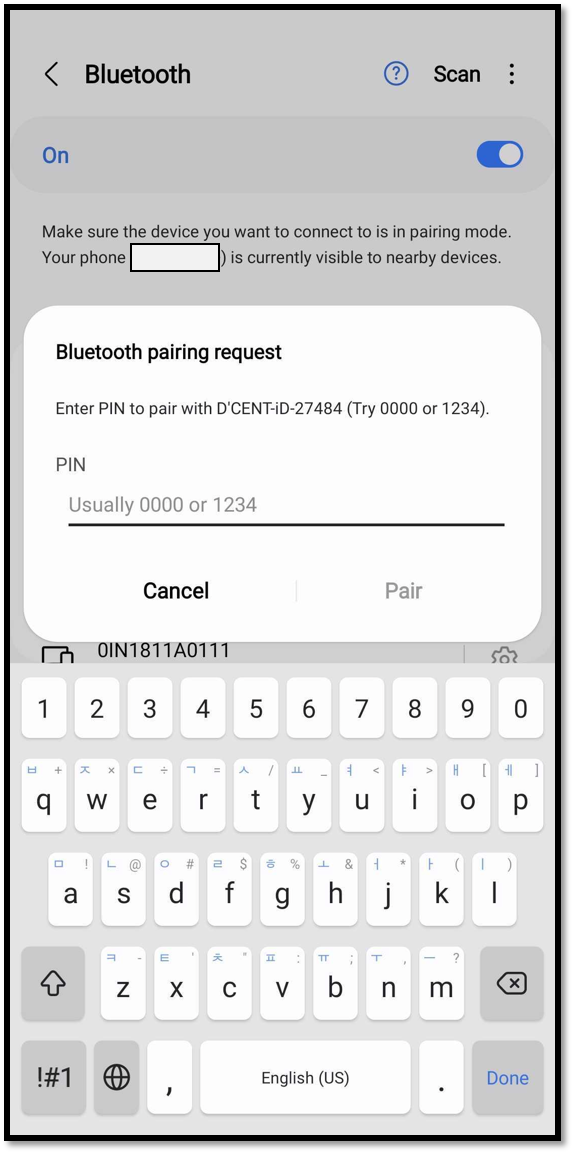 Bluetooth
Scan
On
Make sure the device you want to connect to is in pairing mode.
Your phone ) is currently visible to nearby devices.
Bluetooth pairing request
Enter PIN to pair with D'CENT-iD-27484 (Try 0000 or 1234).
PIN
Usually 0000 or 1234
Cancel Pair
0IN1811A0111
1 2 3 4 5 6 7 8 9 0
ㅂ + ㅈ × ㄷ ÷ ㄱ = ㅅ / ㅛ _ ㅕ < ㅑ > ㅐ [ ㅔ ]
q w e r t y u i o p
ㅁ ! ㄴ @ ㅇ # ㄹ $ ㅎ % ㅗ & ㅓ * ㅏ ( ㅣ )
a s d f g h j k l
ㅋ - ㅌ ' ㅊ " ㅍ : ㅠ ; ㅜ , ㅡ ?
z x c v b n m
!#1 , English (US) . Done